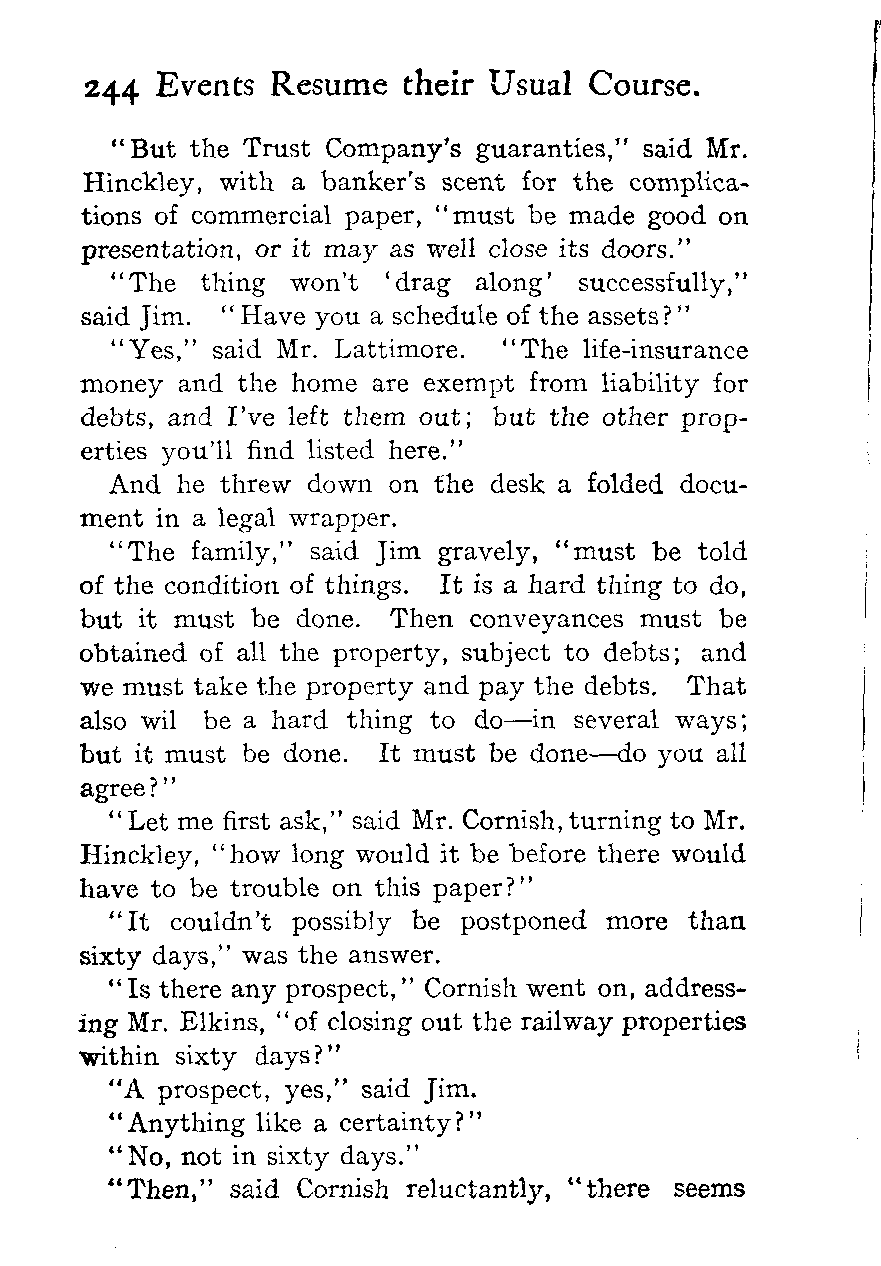 244 Events Resume their Usual Course.
"But the Trust Company's guaranties," said Mr.
Hinckley, with a banker's scent for the complica-
tions of commercial paper, "must be made good on
presentation, or it may as well close its doors."
"The thing won't 'drag along' successfully,"
said Jim. "Have you a schedule of the assets?"
"Yes," said Mr. Lattimore. "The life-insurance
money and the home are exempt from liability for
debts, and I've left them out; but the other prop-
erties you'll find listed here."
And he threw down on the desk a folded docu-
ment in a legal wrapper.
"The family," said Jim gravely, "must be told
of the condition of things. It is a hard thing to do,
but it must be done. Then conveyances must be
obtained of all the property, subject to debts; and
we must take the property and pay the debts. That
also wil be a hard thing to do—in several ways;
but it must be done. It must be done—do you all
agree?"
"Let me first ask," said Mr. Cornish, turning to Mr.
Hinckley, "how long would it be before there would
have to be trouble on this paper?"
"It couldn't possibly be postponed more than
sixty days," was the answer.
"Is there any prospect," Cornish went on, address-
ing Mr. Elkins, "of closing out the railway properties
within sixty days?"
"A prospect, yes," said Jim.
"Anything like a certainty?"
"No, not in sixty days."
"Then," said Cornish reluctantly, "there seems